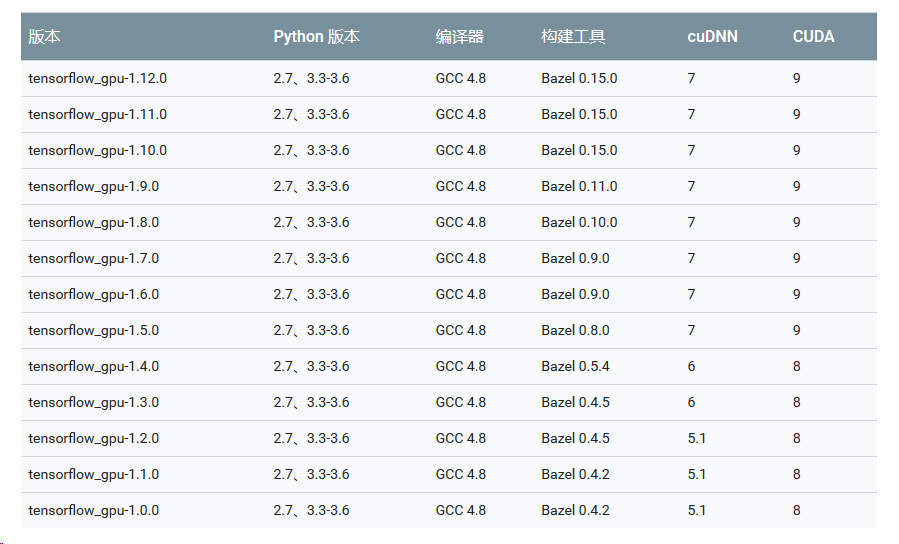 版本 Python 版本 编译器 构建工具 cuDNN CUDA
tensorflow_gpu-1.12.0 2.7、3.3-3.6 GCC 4.8 Bazel 0.15.0 7 9
tensorflow_gpu-1.11.0 2.7、3.3-3.6 GCC 4.8 Bazel 0.15.0 7 9
tensorflow_gpu-1.10.0 2.7、3.3-3.6 GCC 4.8 Bazel 0.15.0 7 9
tensorflow_gpu-1.9.0 2.7、3.3-3.6 GCC 4.8 Bazel 0.11.0 7 9
tensorflow_gpu-1.8.0 2.7、3.3-3.6 GCC 4.8 Bazel 0.10.0 7 9
tensorflow_gpu-1.7.0 2.7、3.3-3.6 GCC 4.8 Bazel 0.9.0 7 9
tensorflow_gpu-1.6.0 2.7、3.3-3.6 GCC 4.8 Bazel 0.9.0 7 9
tensorflow_gpu-1.5.0 2.7、3.3-3.6 GCC 4.8 Bazel 0.8.0 7 9
tensorflow_gpu-1.4.0 2.7、3.3-3.6 GCC 4.8 Bazel 0.5.4 6 8
tensorflow_gpu-1.3.0 2.7、3.3-3.6 GCC 4.8 Bazel 0.4.5 6 8
tensorflow_gpu-1.2.0 2.7、3.3-3.6 GCC 4.8 Bazel 0.4.5 5.1 8
tensorflow_gpu-1.1.0 2.7、3.3-3.6 GCC 4.8 Bazel 0.4.2 5.1 8
tensorflow_gpu-1.0.0 2.7、3.3-3.6 GCC 4.8 Bazel 0.4.2 5.1 8